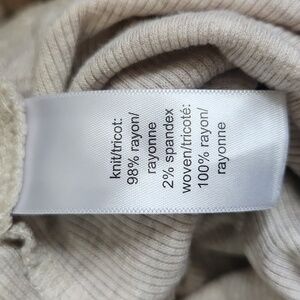 knit/tricot:
98% rayon/
rayonne
2% spandex
woven/tricoté:
100% rayon/
rayonne